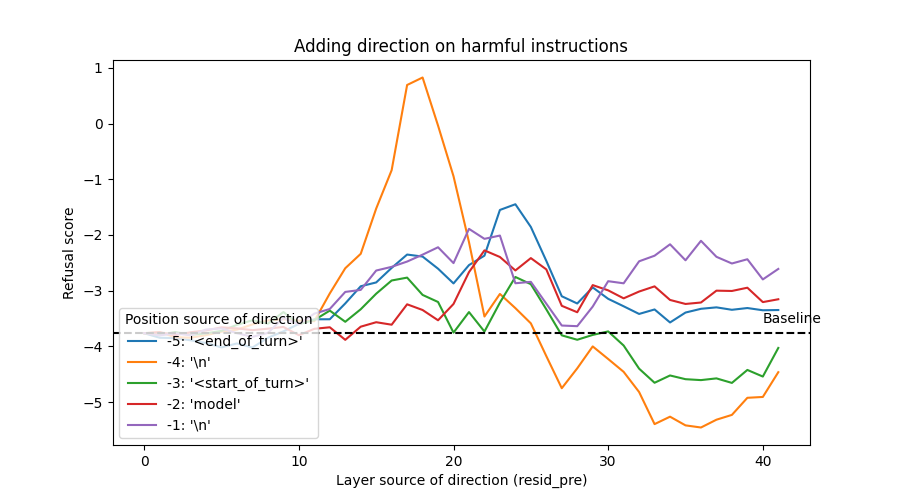 Adding direction on harmful instructions
1
0
−1
−2
−3
−4
−5
Refusal score
Baseline
Position source of direction
-5: '<end_of_turn>'
-4: '\n'
-3: '<start_of_turn>'
-2: 'model'
-1: '\n'
0 10 20 30 40
Layer source of direction (resid_pre)